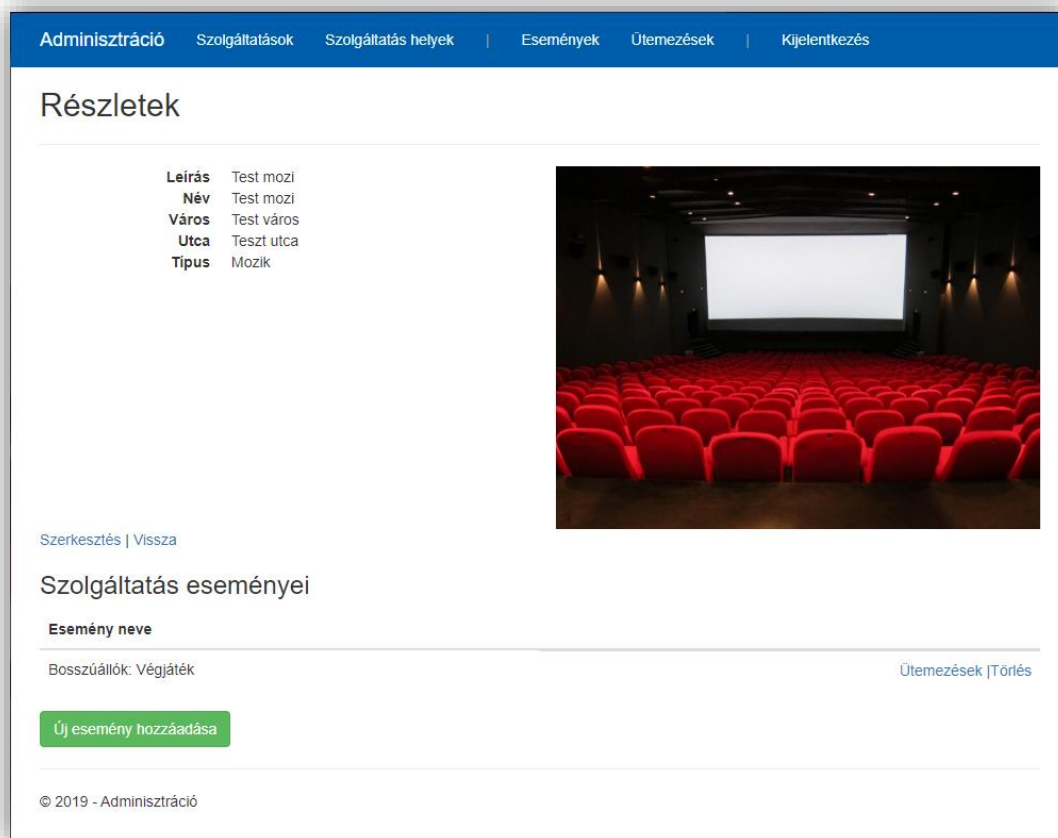 Adminisztráció Szolgáltatások Szolgáltatás helyek | Események Ütemezések | Kijelentkezés
Részletek
Leírás Test mozi
Név Test mozi
Város Test város
Utca Teszt utca
Típus Mozik
Szerkesztés | Vissza
Szolgáltatás eseményei
Esemény neve
Bosszúállók: Végjáték Ütemezések |Törlés
Új esemény hozzáadása
© 2019 - Adminisztráció